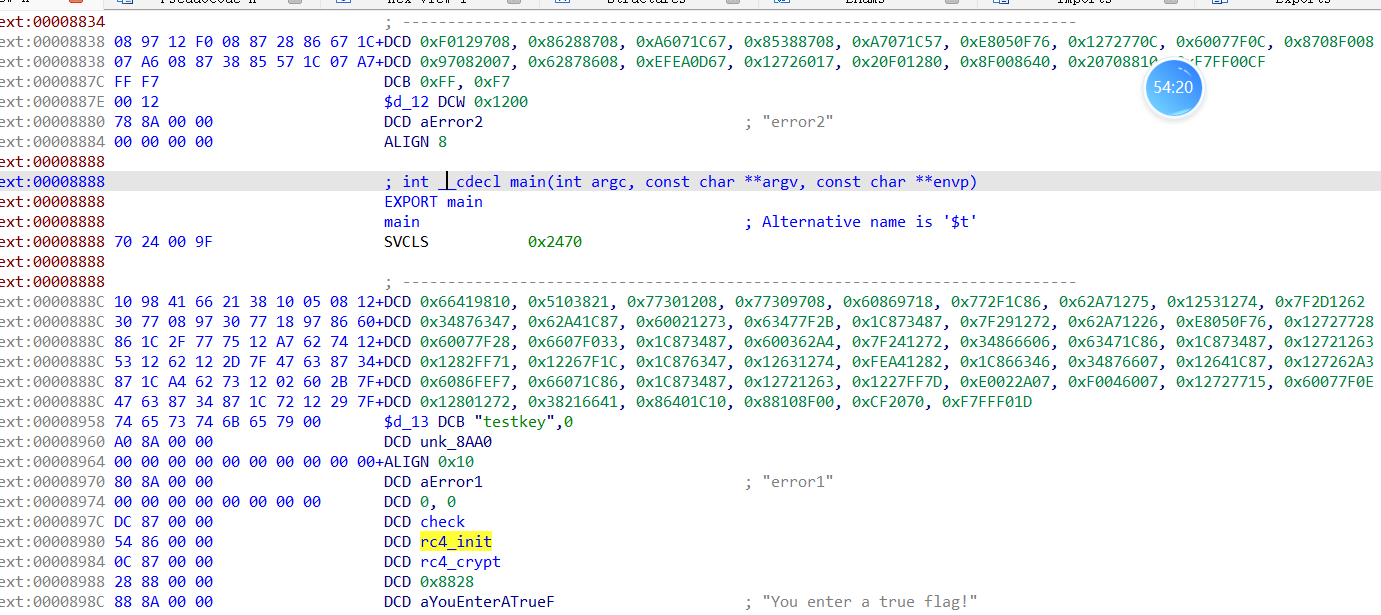 ext:00008834 ; ---------------------------------------------------------------------------
ext:00008838 08 97 12 F0 08 87 28 86 67 1C+DCD 0xF0129708, 0x86288708, 0xA6071C67, 0x85388708, 0xA7071C57, 0xE8050F76, 0x1272770C, 0x60077F0C, 0x8708F008
ext:00008838 07 A6 08 87 38 85 57 1C 07 A7+DCD 0x97082007, 0x62878608, 0xEFEA0D67, 0x12726017, 0x20F01280, 0x8F008640, 0x20708810, 0xF7FF00CF
ext:0000887C FF F7 DCB 0xFF, 0xF7
ext:0000887E 00 12 $d_12 DCW 0x1200
ext:00008880 78 8A 00 00 DCD aError2 ; "error2"
ext:00008884 00 00 00 00 ALIGN 8
ext:00008888
ext:00008888 ; int __cdecl main(int argc, const char **argv, const char **envp)
ext:00008888 EXPORT main
ext:00008888 main ; Alternative name is '$t'
ext:00008888 70 24 00 9F SVCLS 0x2470
ext:00008888
ext:00008888
ext:00008888 ; ---------------------------------------------------------------------------
ext:0000888C 10 98 41 66 21 38 10 05 08 12+DCD 0x66419810, 0x5103821, 0x77301208, 0x77309708, 0x60869718, 0x772F1C86, 0x62A71275, 0x12531274, 0x7F2D1262
ext:0000888C 30 77 08 97 30 77 18 97 86 60+DCD 0x34876347, 0x62A41C87, 0x60021273, 0x63477F2B, 0x1C873487, 0x7F291272, 0x62A71226, 0xE8050F76, 0x12727728
ext:0000888C 86 1C 2F 77 75 12 A7 62 74 12+DCD 0x60077F28, 0x6607F033, 0x1C873487, 0x600362A4, 0x7F241272, 0x34866606, 0x63471C86, 0x1C873487, 0x12721263
ext:0000888C 53 12 62 12 2D 7F 47 63 87 34+DCD 0x1282FF71, 0x12267F1C, 0x1C876347, 0x12631274, 0xFEA41282, 0x1C866346, 0x34876607, 0x12641C87, 0x127262A3
ext:0000888C 87 1C A4 62 73 12 02 60 2B 7F+DCD 0x6086FEF7, 0x66071C86, 0x1C873487, 0x12721263, 0x1227FF7D, 0xE0022A07, 0xF0046007, 0x12727715, 0x60077F0E
ext:0000888C 47 63 87 34 87 1C 72 12 29 7F+DCD 0x12801272, 0x38216641, 0x86401C10, 0x88108F00, 0xCF2070, 0xF7FFF01D
ext:00008958 74 65 73 74 6B 65 79 00 $d_13 DCB "testkey",0
ext:00008960 A0 8A 00 00 DCD unk_8AA0
ext:00008964 00 00 00 00 00 00 00 00 00 00+ALIGN 0x10
ext:00008970 80 8A 00 00 DCD aError1 ; "error1"
ext:00008974 00 00 00 00 00 00 00 00 DCD 0, 0
ext:0000897C DC 87 00 00 DCD check
ext:00008980 54 86 00 00 DCD rc4_init
ext:00008984 0C 87 00 00 DCD rc4_crypt
ext:00008988 28 88 00 00 DCD 0x8828
ext:0000898C 88 8A 00 00 DCD aYouEnterATrueF ; "You enter a true flag!"
54:20